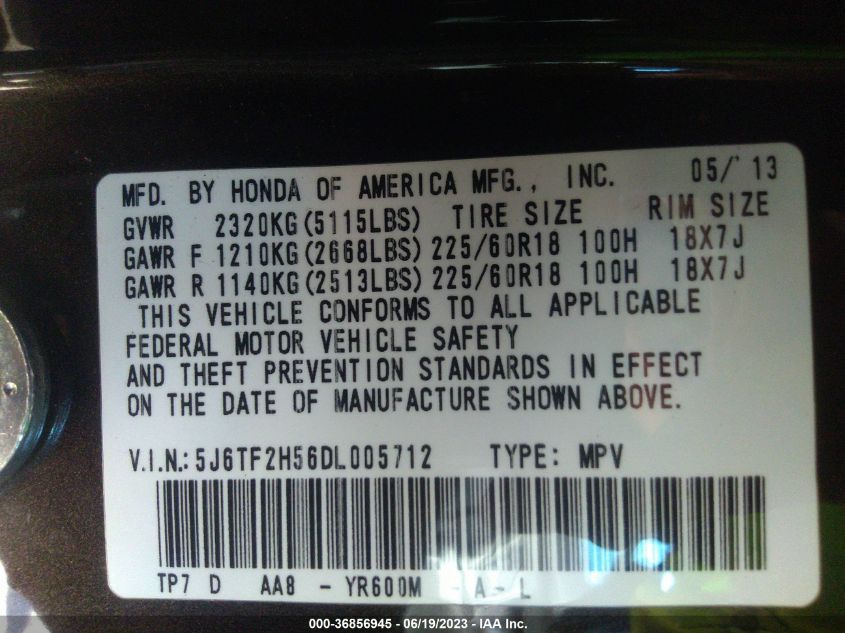 MFD. BY HONDA OF AMERICA MFG., INC. 05/'13
GVWR 2320KG(5115LBS) TIRE SIZE RIM SIZE
GAWR F 1210KG(2668LBS) 225/60R18 100H 18X7J
GAWR R 1140KG(2513LBS) 225/60R18 100H 18X7J
THIS VEHICLE CONFORMS TO ALL APPLICABLE
FEDERAL MOTOR VEHICLE SAFETY
AND THEFT PREVENTION STANDARDS IN EFFECT
ON THE DATE OF MANUFACTURE SHOWN ABOVE.
V.I.N.: 5J6TF2H56DL005712 TYPE: MPV
TP7 D AA8 - YR600M - A - L
000-36856945 - 06/19/2023 - IAA Inc.